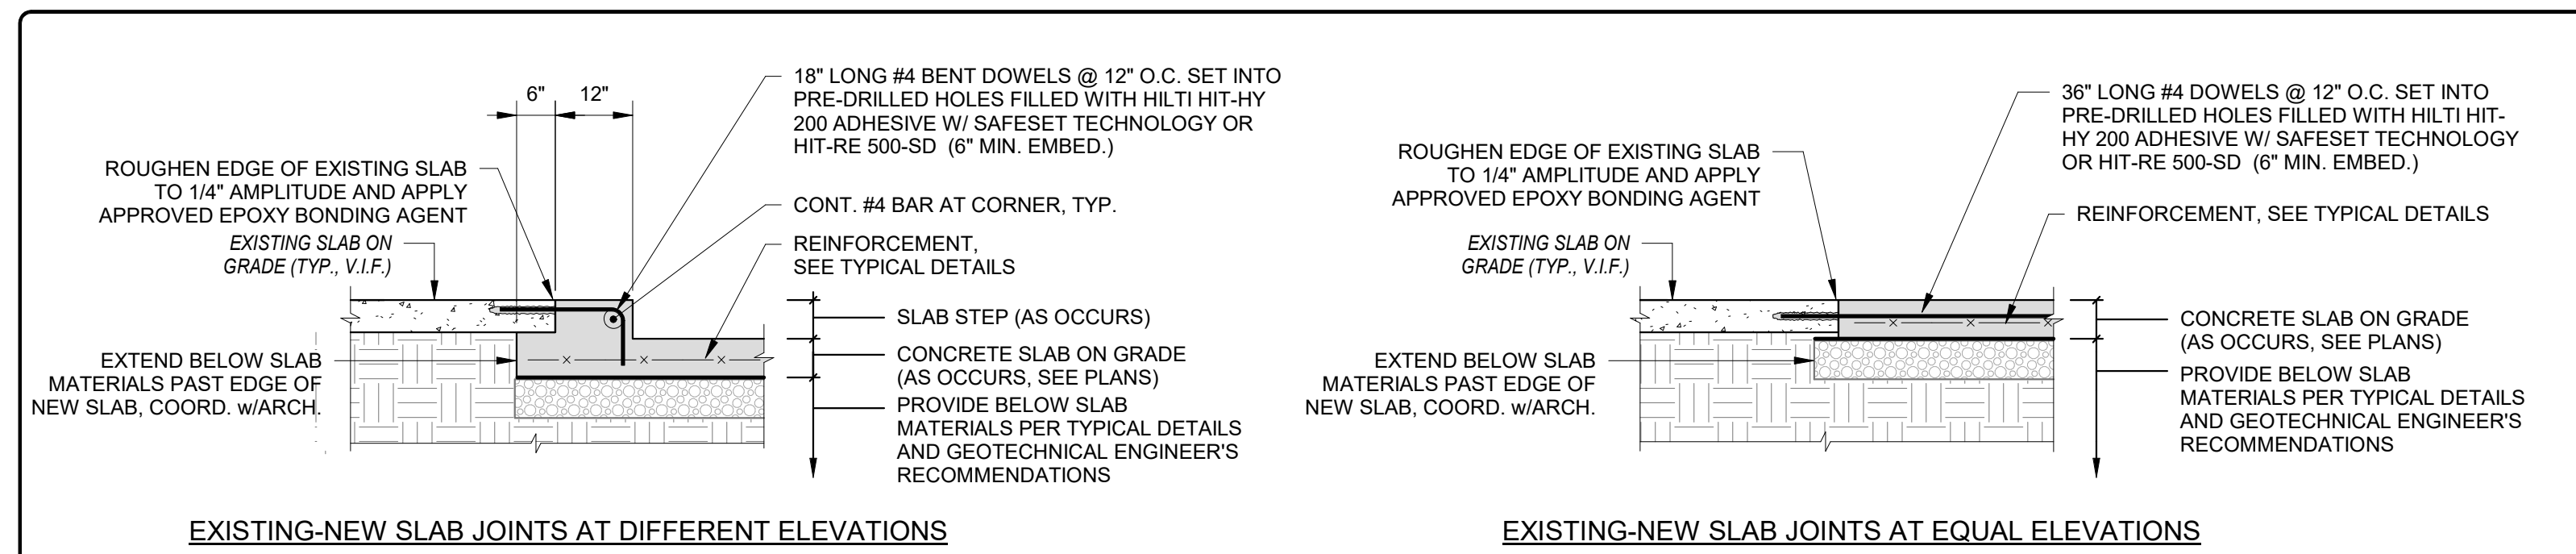 6"
12"
18" LONG #4 BENT DOWELS @ 12" O.C. SET INTO
PRE-DRILLED HOLES FILLED WITH HILTI HIT-HY
200 ADHESIVE W/ SAFESET TECHNOLOGY OR
HIT-RE 500-SD (6" MIN. EMBED.)
ROUGHEN EDGE OF EXISTING SLAB
TO 1/4" AMPLITUDE AND APPLY
APPROVED EPOXY BONDING AGENT
CONT. #4 BAR AT CORNER, TYP.
EXISTING SLAB ON
GRADE (TYP., V.I.F.)
REINFORCEMENT,
SEE TYPICAL DETAILS
SLAB STEP (AS OCCURS)
EXTEND BELOW SLAB
MATERIALS PAST EDGE OF
NEW SLAB, COORD. w/ARCH.
CONCRETE SLAB ON GRADE
(AS OCCURS, SEE PLANS)
PROVIDE BELOW SLAB
MATERIALS PER TYPICAL DETAILS
AND GEOTECHNICAL ENGINEER'S
RECOMMENDATIONS
EXISTING-NEW SLAB JOINTS AT DIFFERENT ELEVATIONS
36" LONG #4 DOWELS @ 12" O.C. SET INTO
PRE-DRILLED HOLES FILLED WITH HILTI HIT-
HY 200 ADHESIVE W/ SAFESET TECHNOLOGY
OR HIT-RE 500-SD (6" MIN. EMBED.)
ROUGHEN EDGE OF EXISTING SLAB
TO 1/4" AMPLITUDE AND APPLY
APPROVED EPOXY BONDING AGENT
REINFORCEMENT, SEE TYPICAL DETAILS
EXISTING SLAB ON
GRADE (TYP., V.I.F.)
CONCRETE SLAB ON GRADE
(AS OCCURS, SEE PLANS)
EXTEND BELOW SLAB
MATERIALS PAST EDGE OF
NEW SLAB, COORD. w/ARCH.
PROVIDE BELOW SLAB
MATERIALS PER TYPICAL DETAILS
AND GEOTECHNICAL ENGINEER'S
RECOMMENDATIONS
EXISTING-NEW SLAB JOINTS AT EQUAL ELEVATIONS